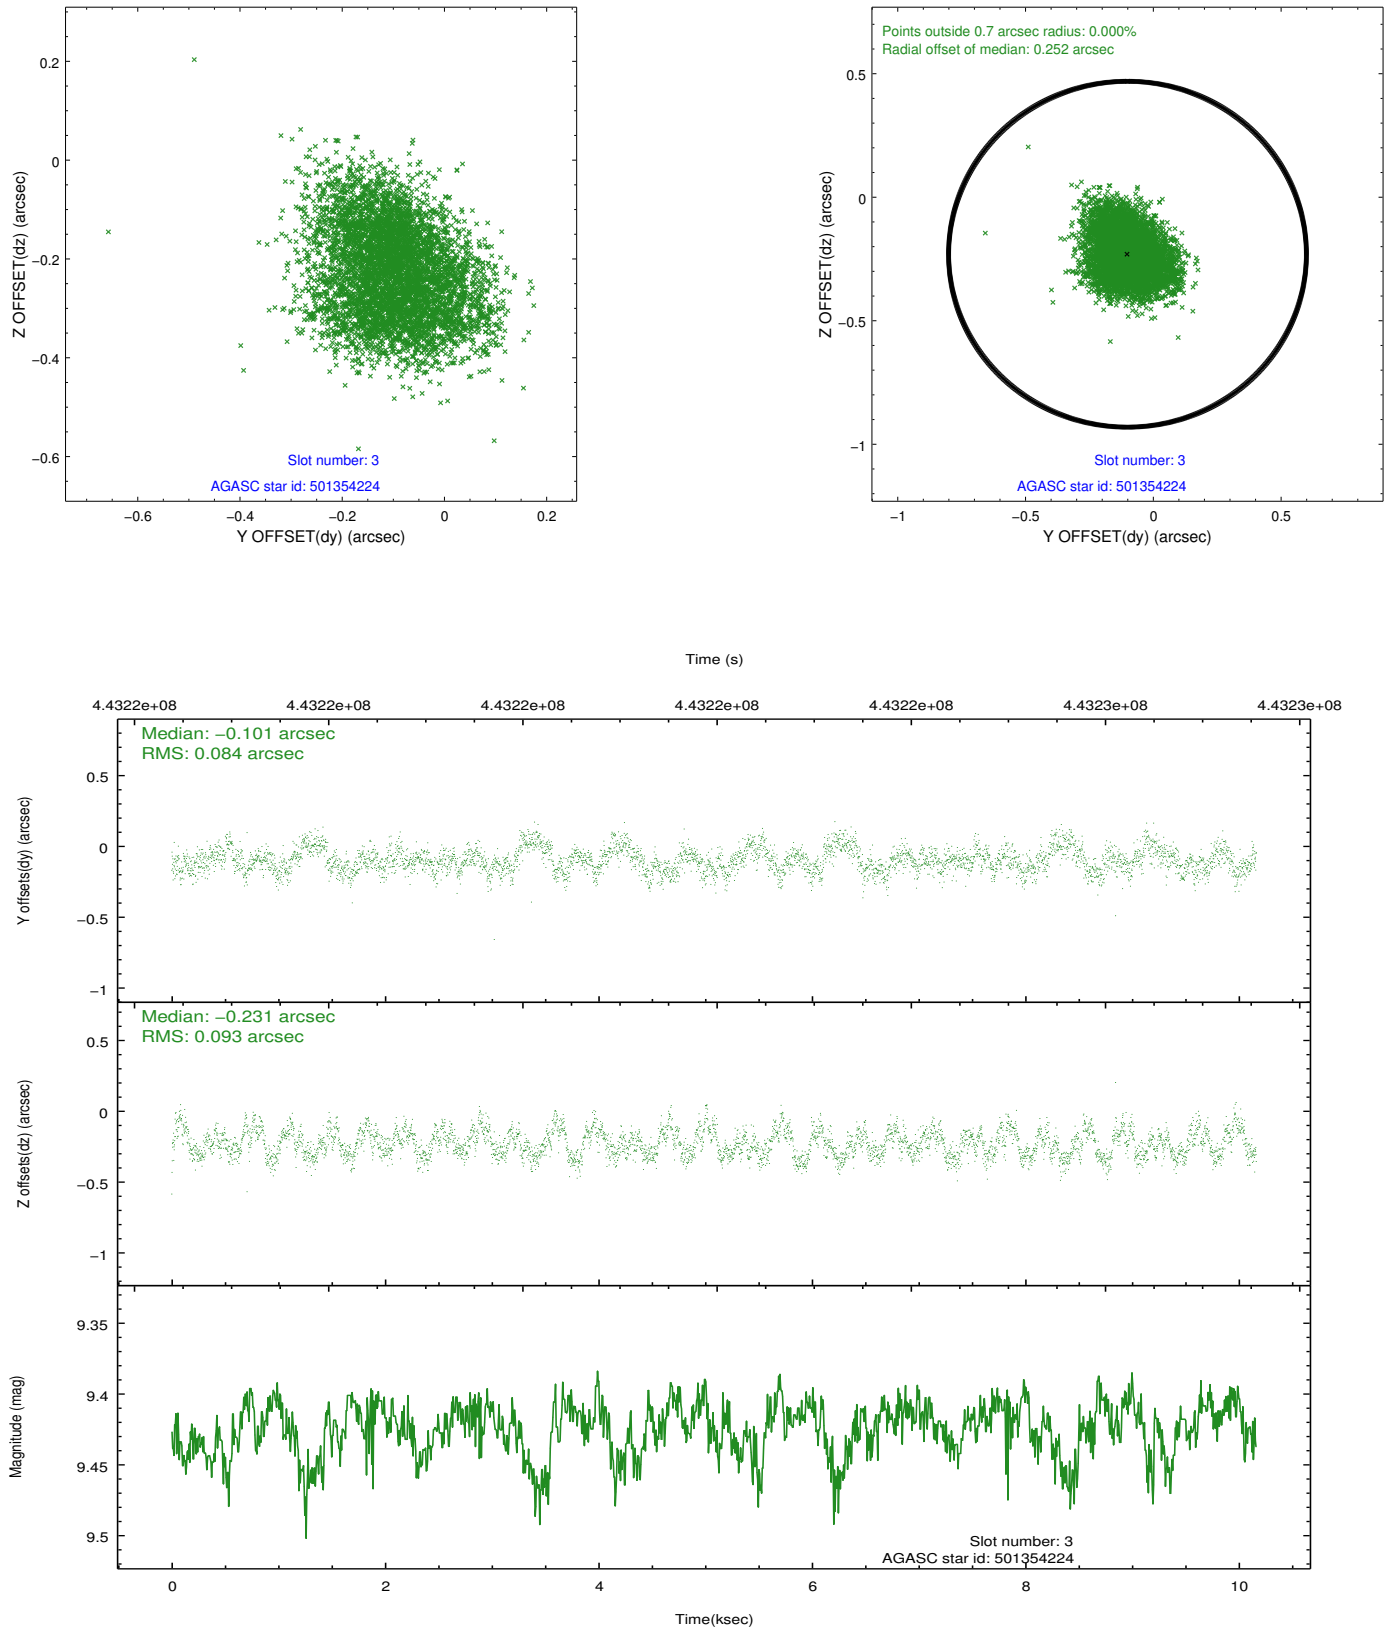 0.2
0
−0.2
−0.4
−0.6
Z OFFSET(dz) (arcsec)
Slot number: 3
AGASC star id: 501354224
−0.6 −0.4 −0.2 0 0.2
Y OFFSET(dy) (arcsec)
Points outside 0.7 arcsec radius: 0.000%
Radial offset of median: 0.252 arcsec
0.5
0
−0.5
−1
Z OFFSET(dz) (arcsec)
Slot number: 3
AGASC star id: 501354224
−1 −0.5 0 0.5
Y OFFSET(dy) (arcsec)
Time (s)
4.4322e+08 4.4322e+08 4.4322e+08 4.4322e+08 4.4322e+08 4.4323e+08 4.4323e+08
Median: −0.101 arcsec
RMS: 0.084 arcsec
0.5
0
−0.5
−1
Y offsets(dy) (arcsec)
Median: −0.231 arcsec
RMS: 0.093 arcsec
0.5
0
−0.5
−1
Z offsets(dz) (arcsec)
9.35
9.4
9.45
9.5
Magnitude (mag)
Slot number: 3
AGASC star id: 501354224
0 2 4 6 8 10
Time(ksec)